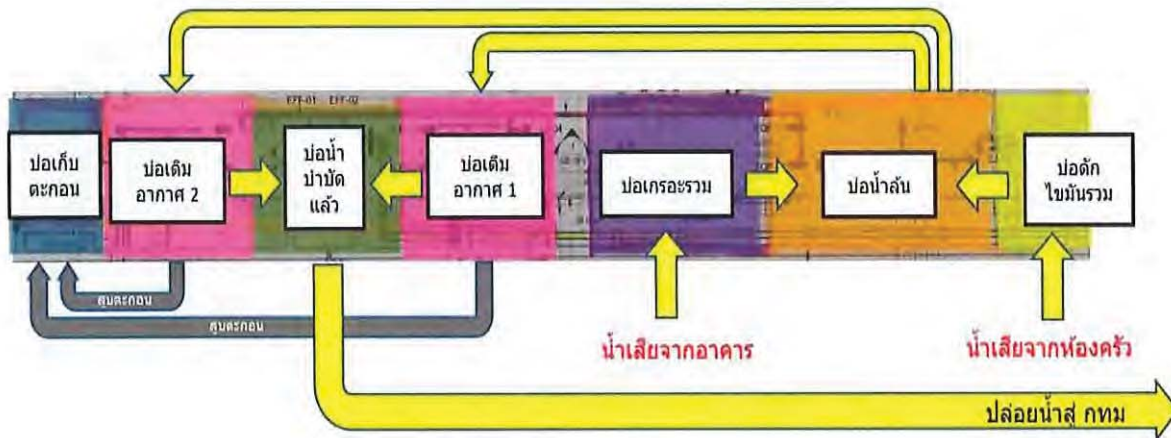 EFF-01 EFF-02
บ่อเก็บ
ตะกอน
บ่อเติม
อากาศ 2
บ่อน้ำ
บำบัด
แล้ว
บ่อเติม
อากาศ 1
บ่อเกรอะรวม
บ่อน้ำล้น
บ่อดัก
ไขมันรวม
สูบตะกอน
สูบตะกอน
น้ำเสียจากอาคาร
น้ำเสียจากห้องครัว
ปล่อยน้ำสู่ กทม